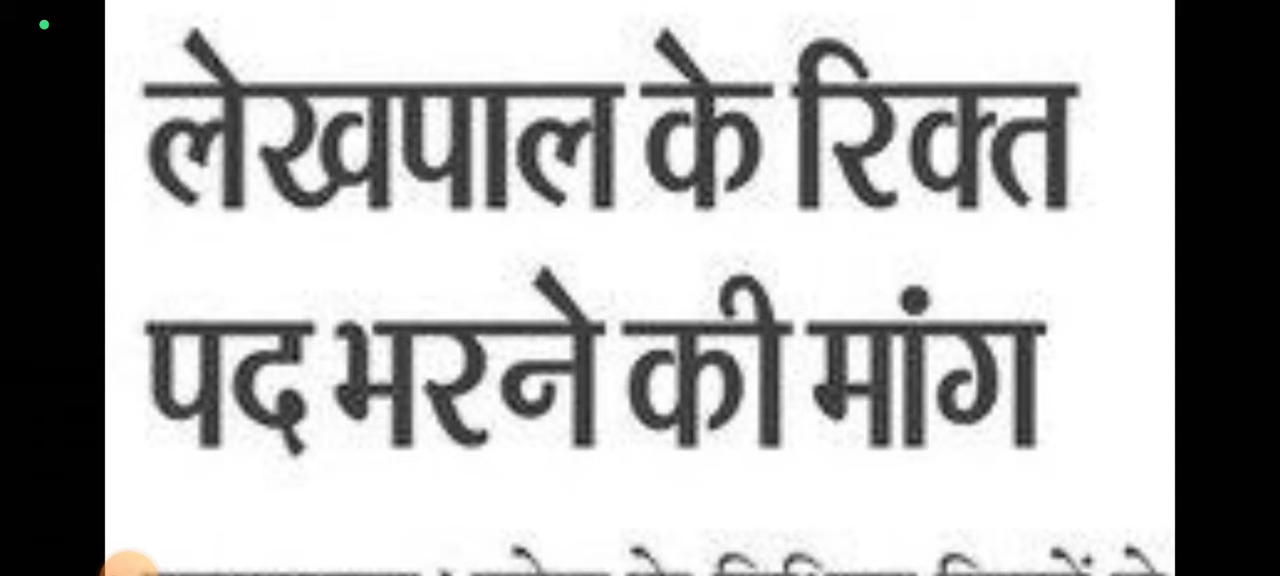 लेखपाल के रिक्त
पद भरने की मांग